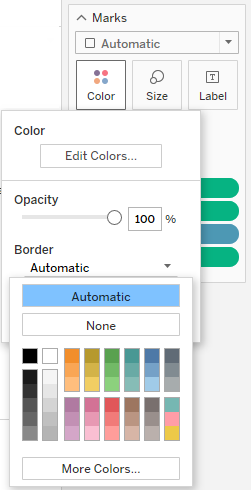 Marks
Automatic
Color Size Label
T
Color
Edit Colors...
Opacity
100 %
Border
Automatic
Automatic
None
More Colors...